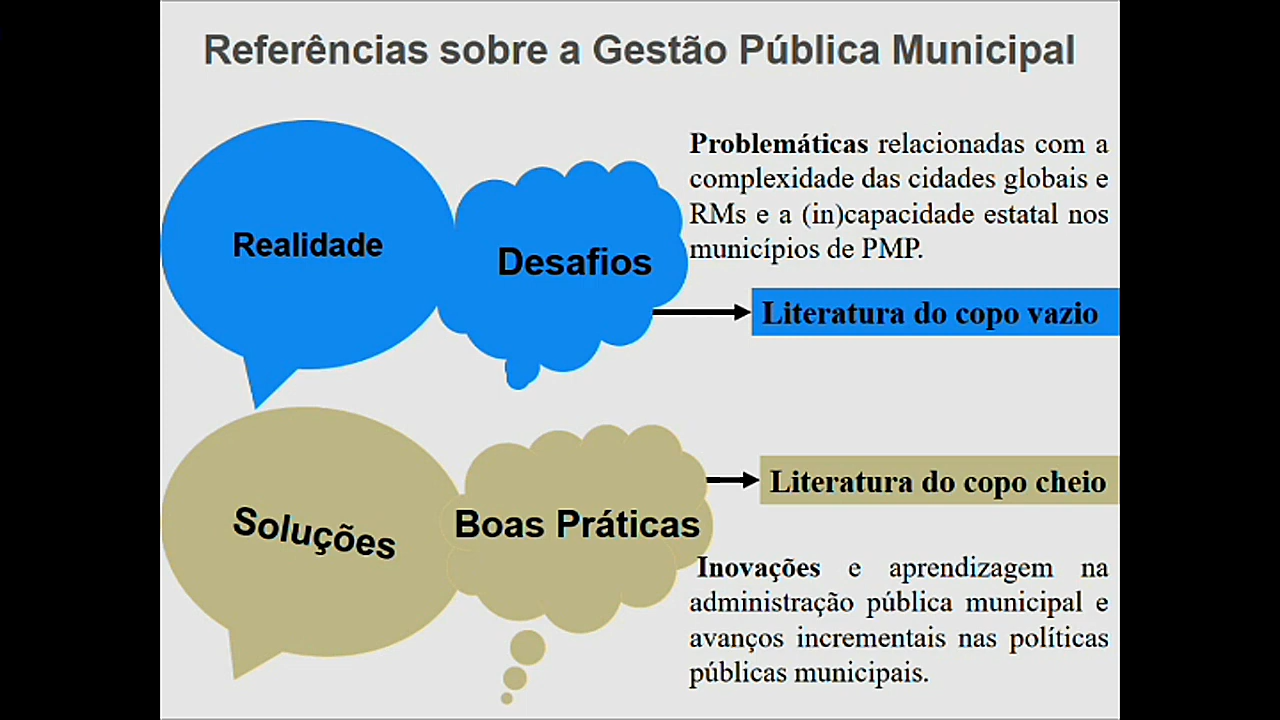 Referências sobre a Gestão Pública Municipal
Realidade
Desafios
Problemáticas relacionadas com a
complexidade das cidades globais e
RMs e a (in)capacidade estatal nos
municípios de PMP.
Literatura do copo vazio
Soluções
Boas Práticas
Literatura do copo cheio
Inovações e aprendizagem na
administração pública municipal e
avanços incrementais nas políticas
públicas municipais.